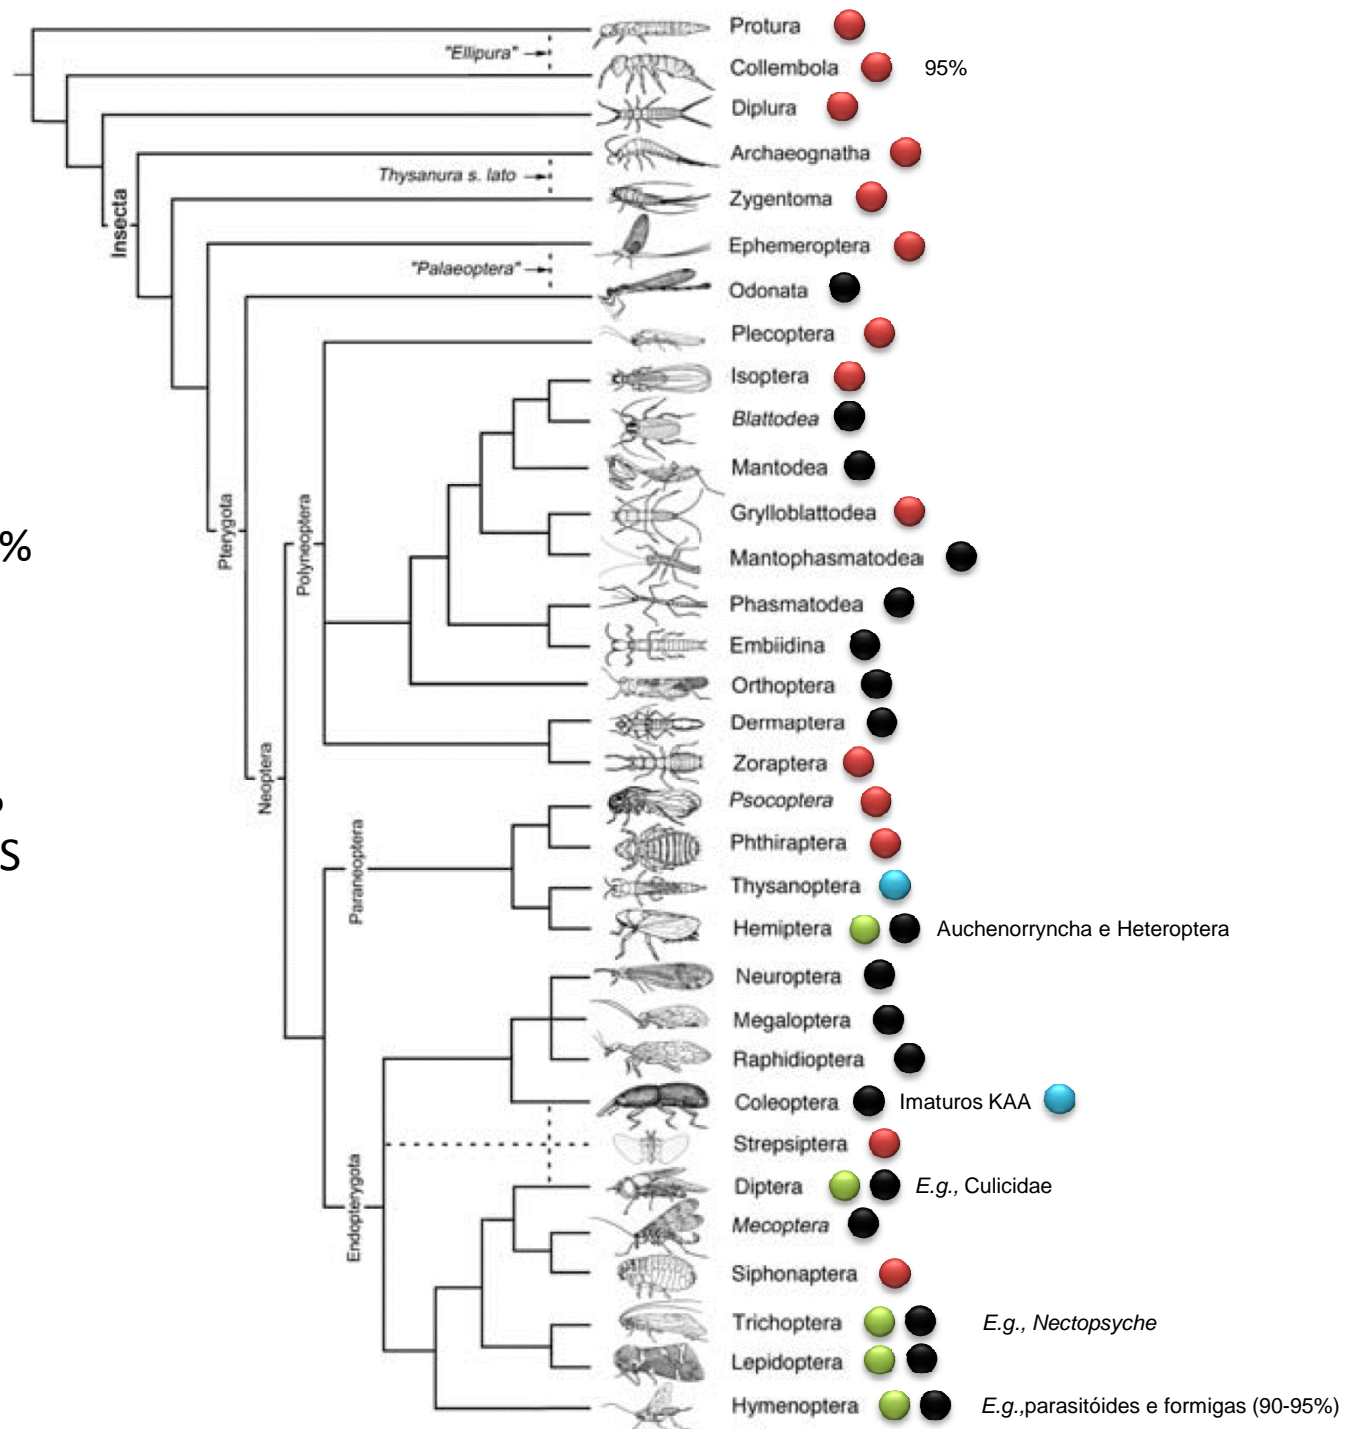 Protura
"Ellipura"
Collembola 95%
Diplura
Archaeognatha
Thysanura s. lato
Zygentoma
Insecta
Ephemeroptera
"Palaeoptera"
Odonata
Plecoptera
Isoptera
Blattodea
Mantodea
Pterygota
Polyneoptera
Grylloblattodea
%
Mantophasmatodea
Phasmatodea
Embiidina
Orthoptera
Dermaptera
Neoptera
Zoraptera
Psocoptera
S
Paraneoptera
Phthiraptera
Thysanoptera
Hemiptera Auchenorryncha e Heteroptera
Neuroptera
Megaloptera
Raphidioptera
Coleoptera Imaturos KAA
Strepsiptera
Endopterygota
Diptera E.g., Culicidae
Mecoptera
Siphonaptera
Trichoptera E.g., Nectopsyche
Lepidoptera
Hymenoptera E.g.,parasitóides e formigas (90-95%)